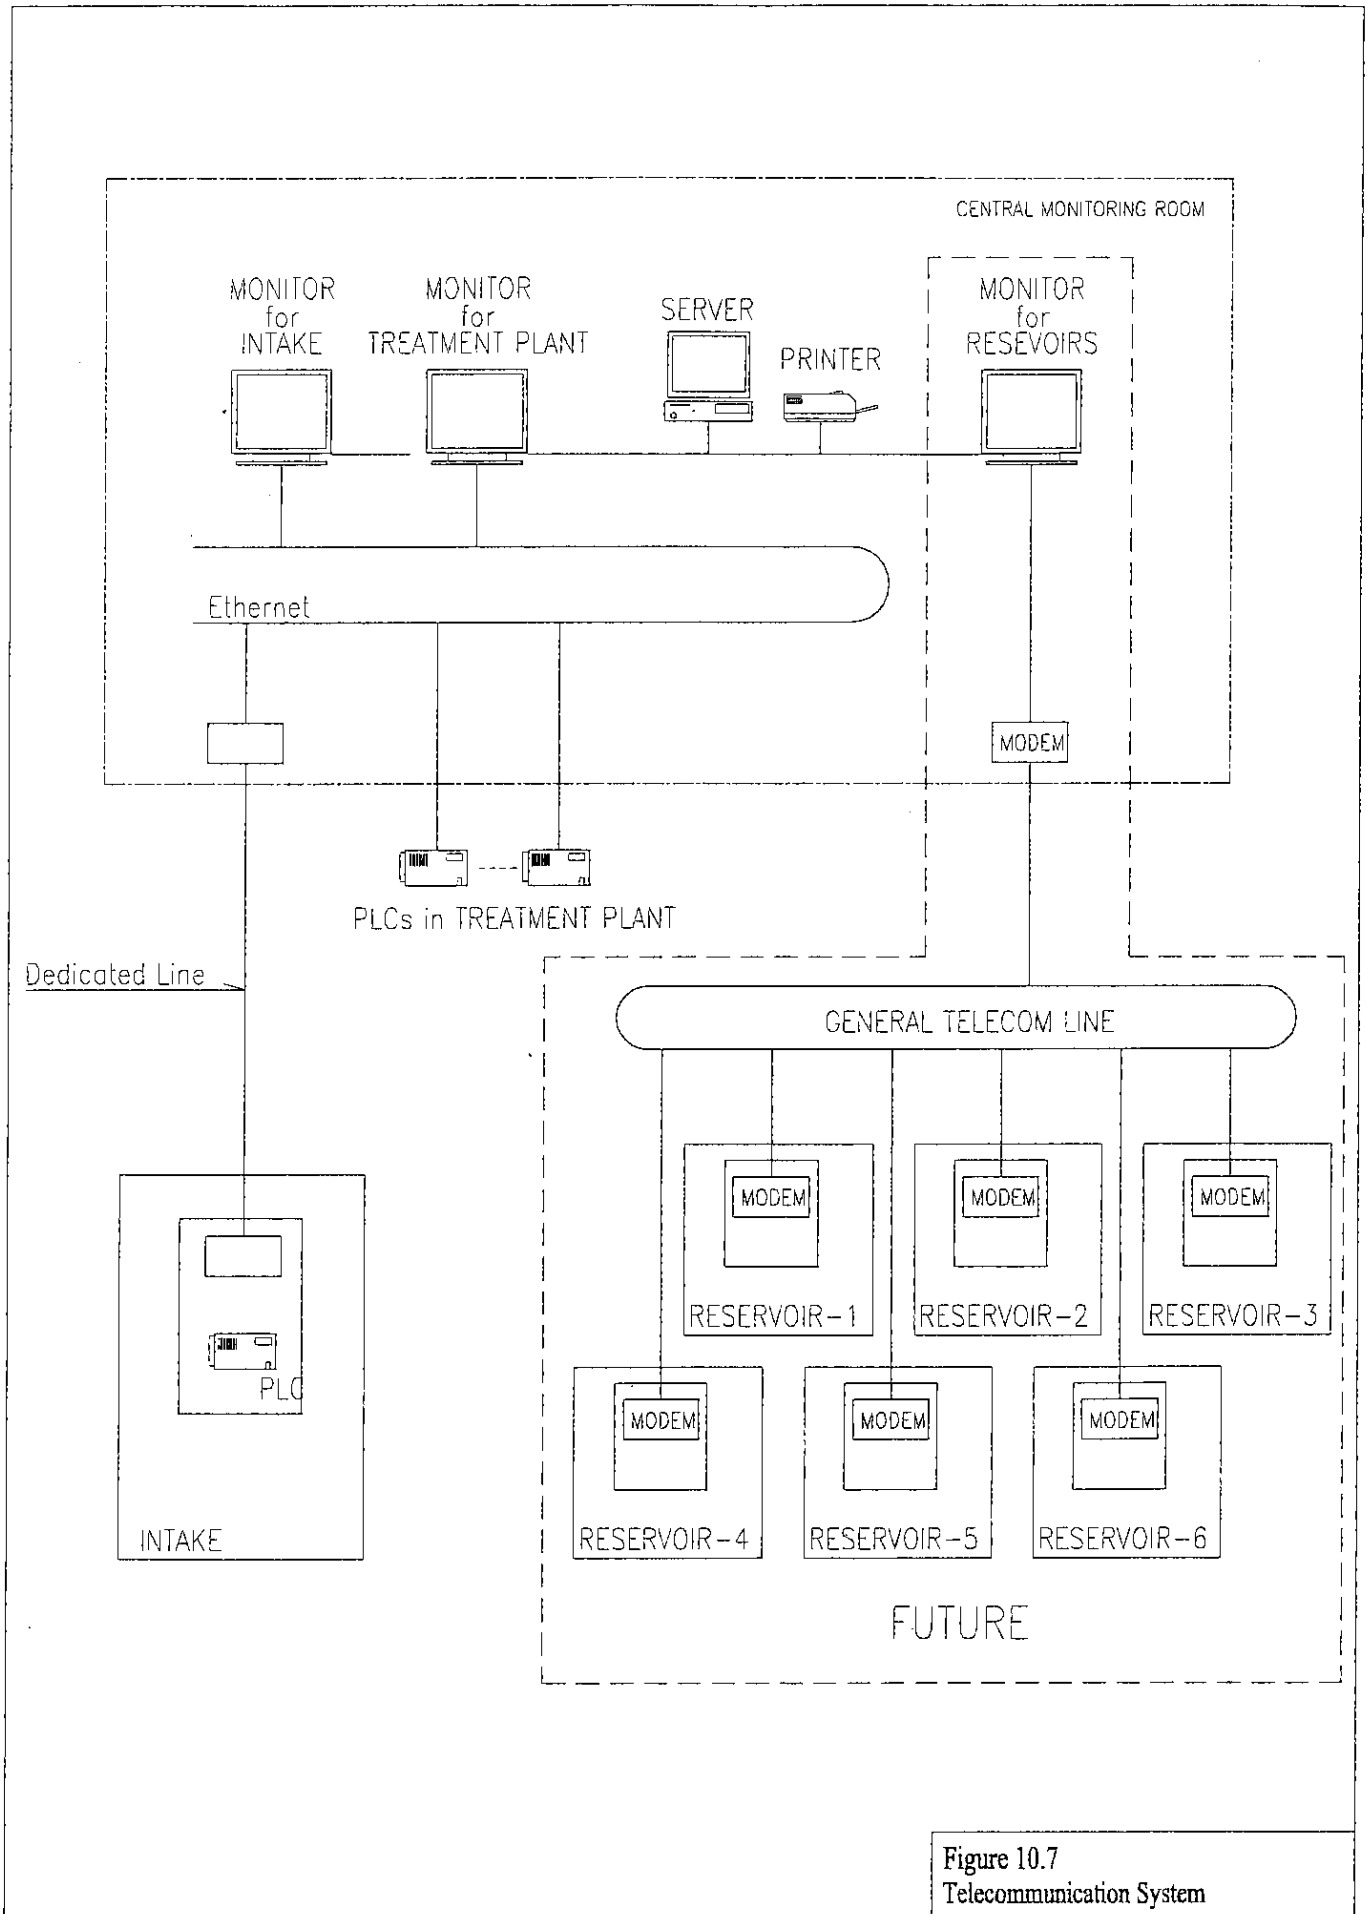 CENTRAL MONITORING ROOM
MONITOR
for
INTAKE
MONITOR
for
TREATMENT PLANT
SERVER
PRINTER
MONITOR
for
RESEVOIRS
Ethernet
MODEM
PLCs in TREATMENT PLANT
Dedicated Line
GENERAL TELECOM LINE
MODEM
RESERVOIR-1
MODEM
RESERVOIR-2
MODEM
RESERVOIR-3
PLC
INTAKE
MODEM
RESERVOIR-4
MODEM
RESERVOIR-5
MODEM
RESERVOIR-6
FUTURE
Figure 10.7
Telecommunication System